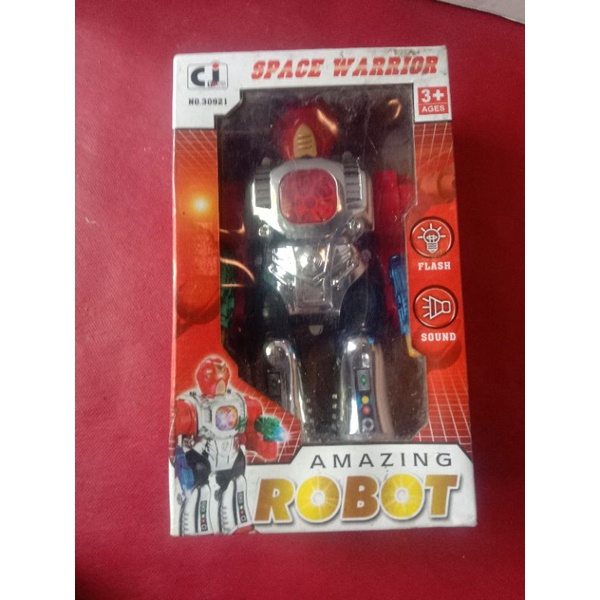 CJ
SPACE WARRIOR
NO.30921
3+
AGES
FLASH
SOUND
AMAZING
ROBOT